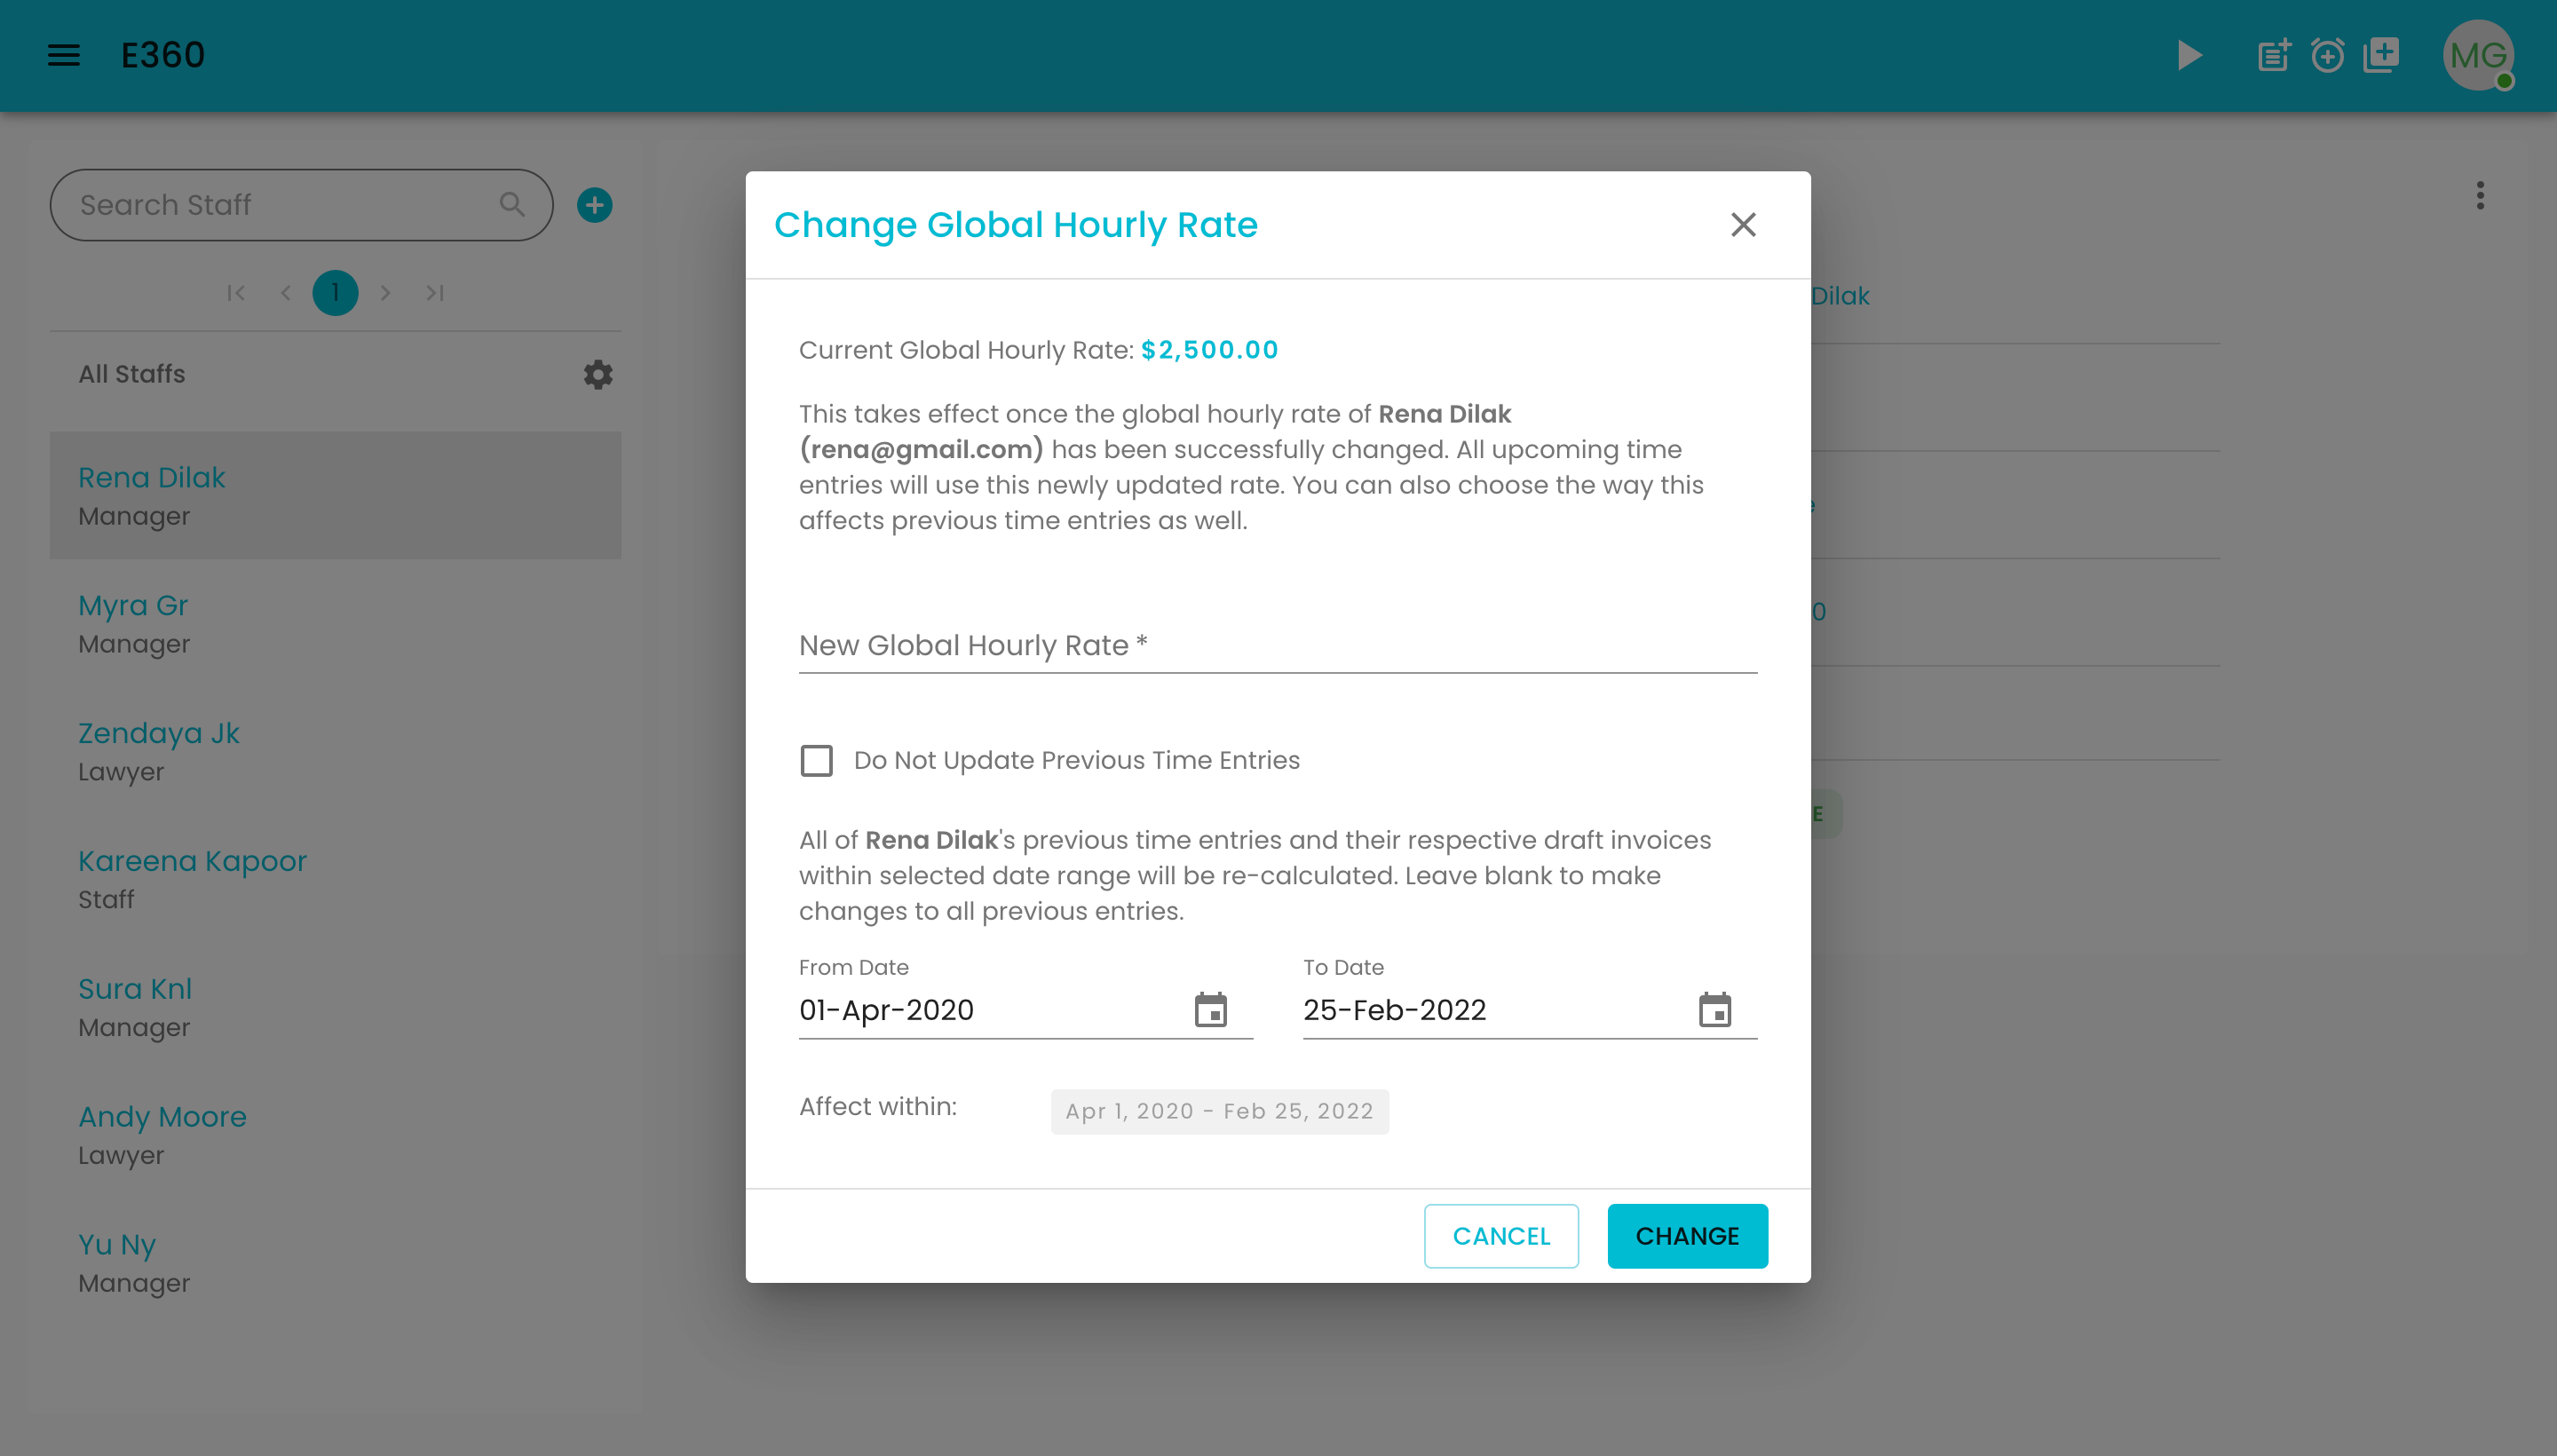 E360
MG
Search Staff
1
All Staffs
Rena Dilak
Manager
Myra Gr
Manager
Zendaya Jk
Lawyer
Kareena Kapoor
Staff
Sura Knl
Manager
Andy Moore
Lawyer
Yu Ny
Manager
Change Global Hourly Rate
Current Global Hourly Rate: $2,500.00
This takes effect once the global hourly rate of Rena Dilak
(rena@gmail.com) has been successfully changed. All upcoming time
entries will use this newly updated rate. You can also choose the way this
affects previous time entries as well.
New Global Hourly Rate *
Do Not Update Previous Time Entries
All of Rena Dilak's previous time entries and their respective draft invoices
within selected date range will be re-calculated. Leave blank to make
changes to all previous entries.
From Date
01-Apr-2020
To Date
25-Feb-2022
Affect within:
Apr 1, 2020 - Feb 25, 2022
CANCEL
CHANGE
Dilak
0
E